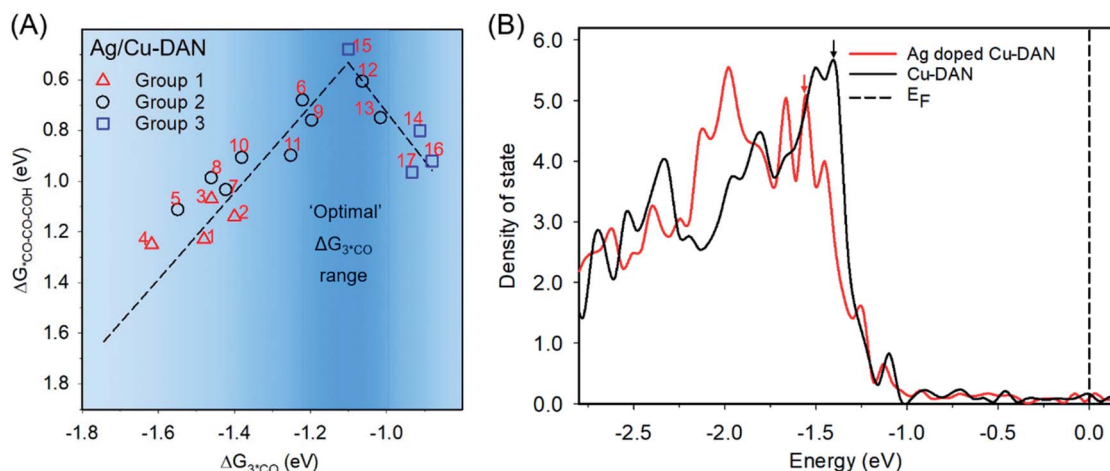 (A)
Ag/Cu-DAN
Group 1
Group 2
Group 3
15
12
6
13
9
14
10
11
16
17
8
7
3
5
2
1
4
'Optimal'
ΔG3*CO
range
0.6
0.8
1.0
1.2
1.4
1.6
1.8
ΔG*CO-CO-COH (eV)
-1.8 -1.6 -1.4 -1.2 -1.0
ΔG3*CO (eV)
(B)
Ag doped Cu-DAN
Cu-DAN
EF
6.0
5.0
4.0
3.0
2.0
1.0
0.0
Density of state
-2.5 -2.0 -1.5 -1.0 -0.5 0.0
Energy (eV)